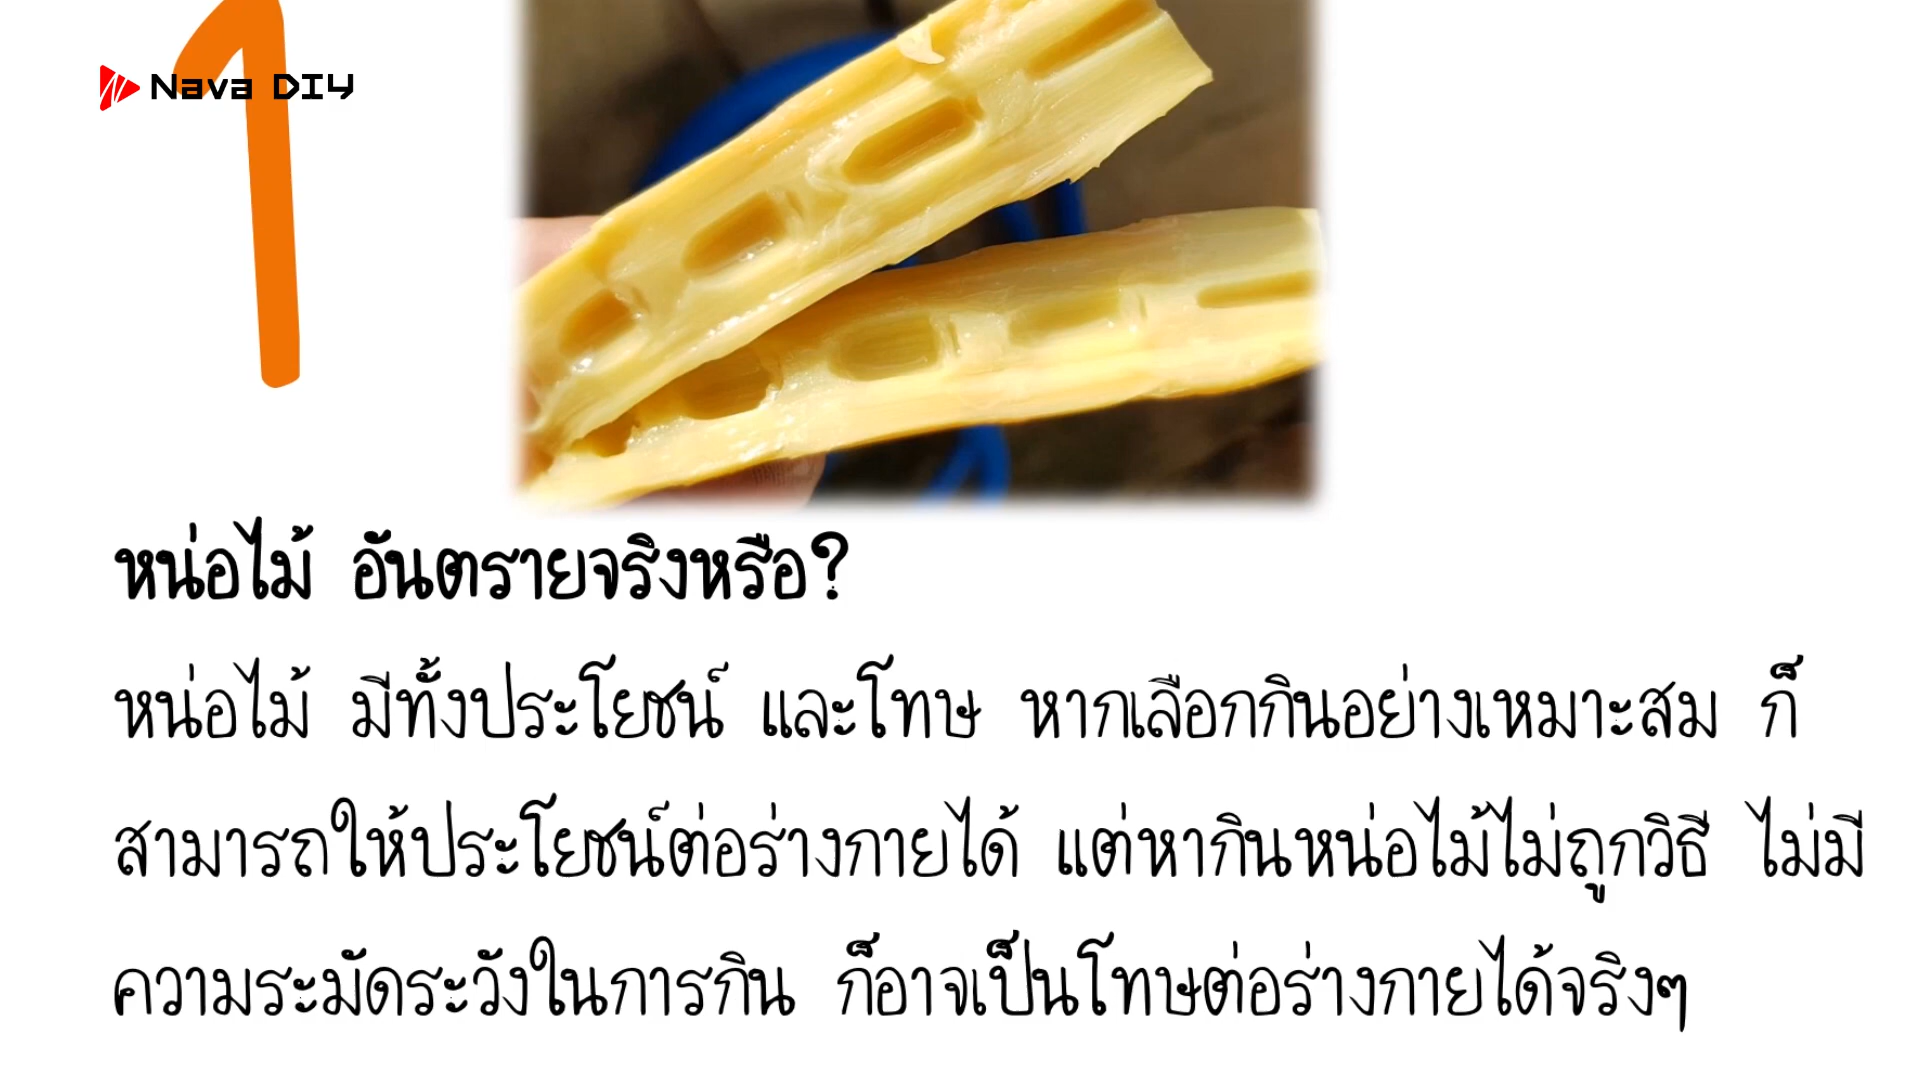 1
Nava DIY
หน่อไม้ อันตรายจริงหรือ?
หน่อไม้ มีทั้งประโยชน์ และโทษ หากเลือกกินอย่างเหมาะสม ก็
สามารถให้ประโยชน์ต่อร่างกายได้ แต่หากินหน่อไม้ไม่ถูกวิธี ไม่มี
ความระมัดระวังในการกิน ก็อาจเป็นโทษต่อร่างกายได้จริงๆ